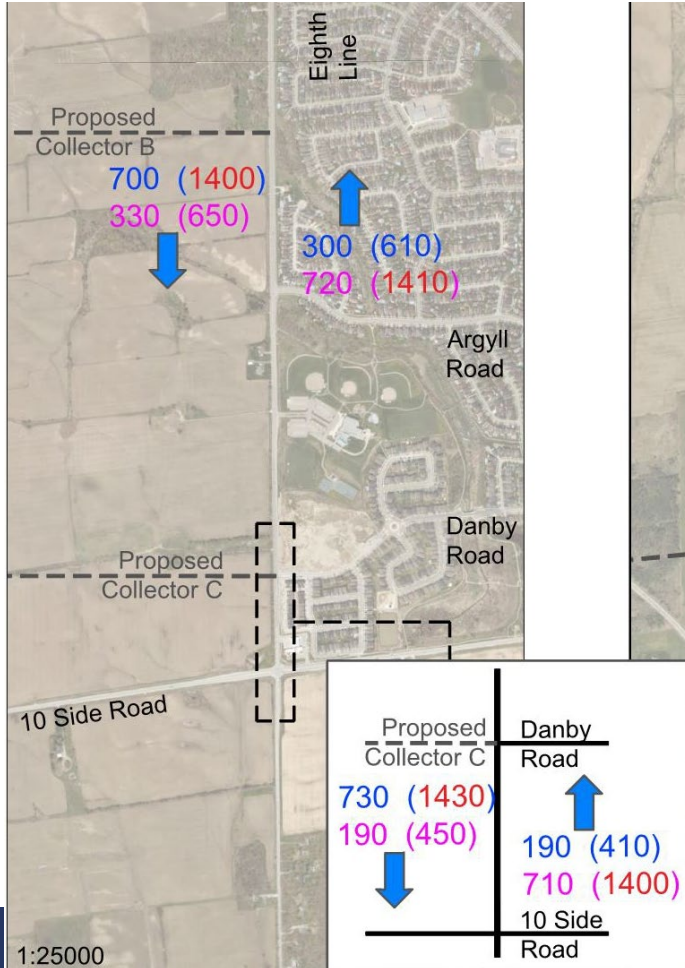 Eighth
Line
Proposed
Collector B
700 (1400)
330 (650)
300 (610)
720 (1410)
Argyll
Road
Danby
Road
Proposed
Collector C
10 Side Road
Proposed
Collector C
Danby
Road
730 (1430)
190 (450)
190 (410)
710 (1400)
10 Side
Road
1:25000